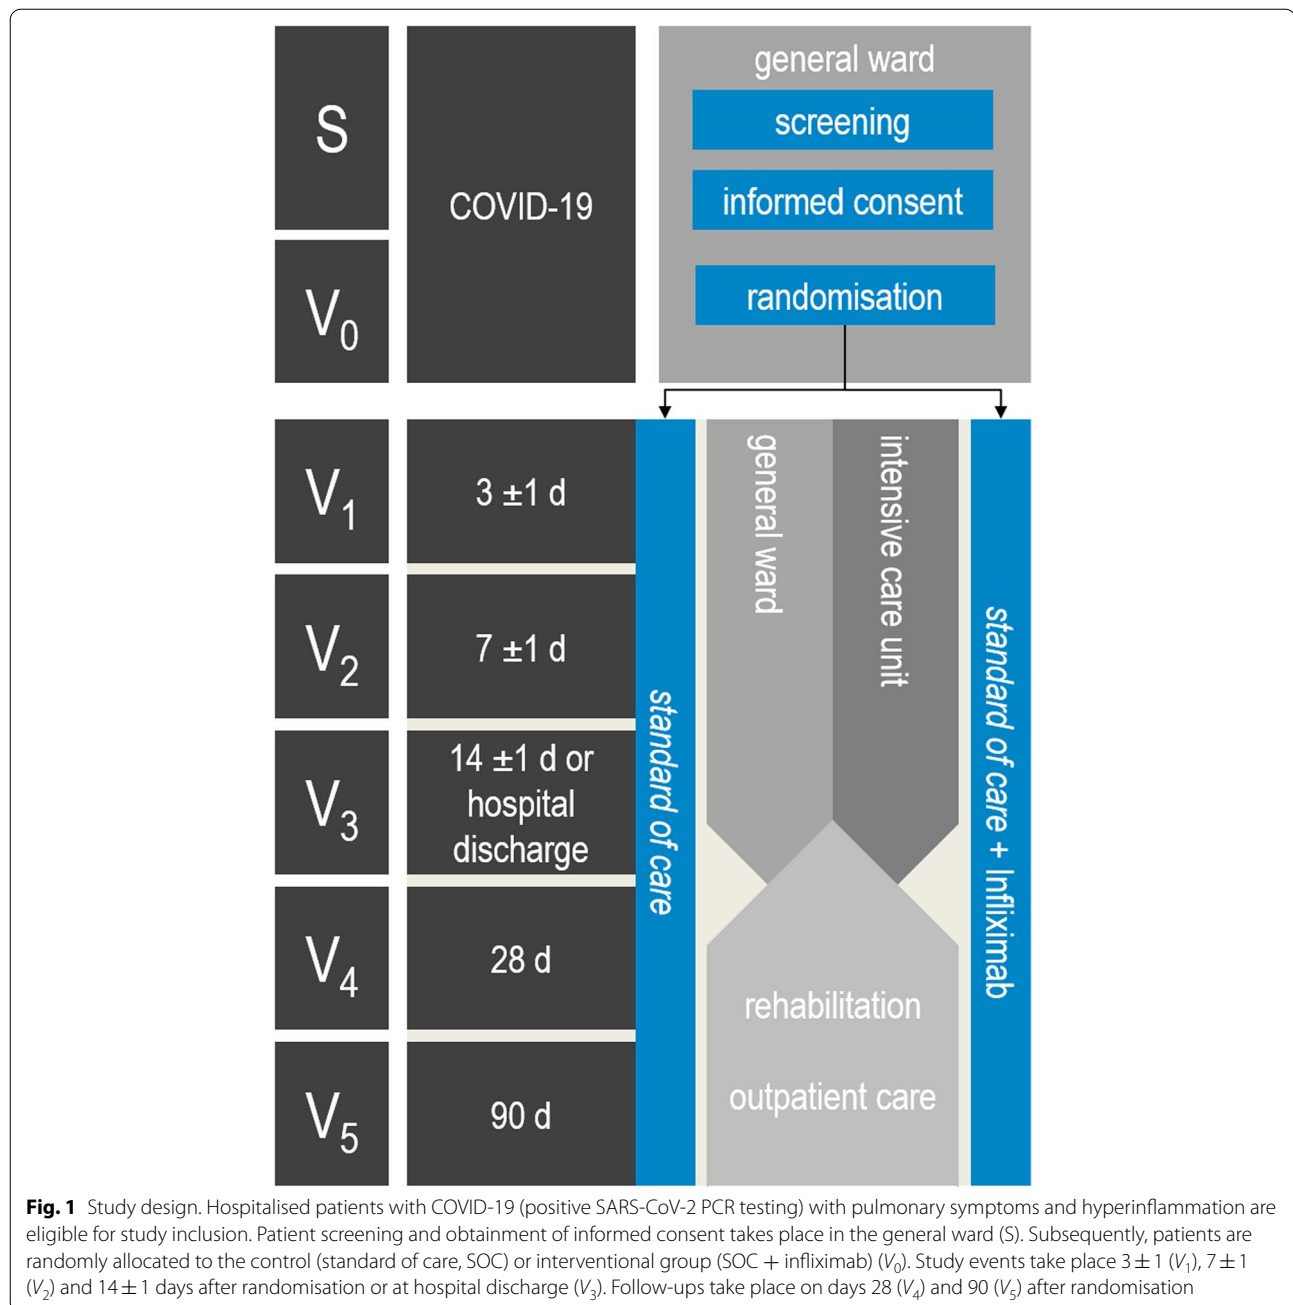 S
COVID-19
general ward
screening
informed consent
V0
randomisation
V1
3 ±1 d
V2
7 ±1 d
V3
14 ±1 d or
hospital
discharge
V4
28 d
V5
90 d
standard of care
general ward
intensive care unit
standard of care + Infliximab
rehabilitation
outpatient care
Fig. 1 Study design. Hospitalised patients with COVID-19 (positive SARS-CoV-2 PCR testing) with pulmonary symptoms and hyperinflammation are
eligible for study inclusion. Patient screening and obtainment of informed consent takes place in the general ward (S). Subsequently, patients are
randomly allocated to the control (standard of care, SOC) or interventional group (SOC + infliximab) (V0). Study events take place 3 ± 1 (V1), 7 ± 1
(V2) and 14 ± 1 days after randomisation or at hospital discharge (V3). Follow-ups take place on days 28 (V4) and 90 (V5) after randomisation